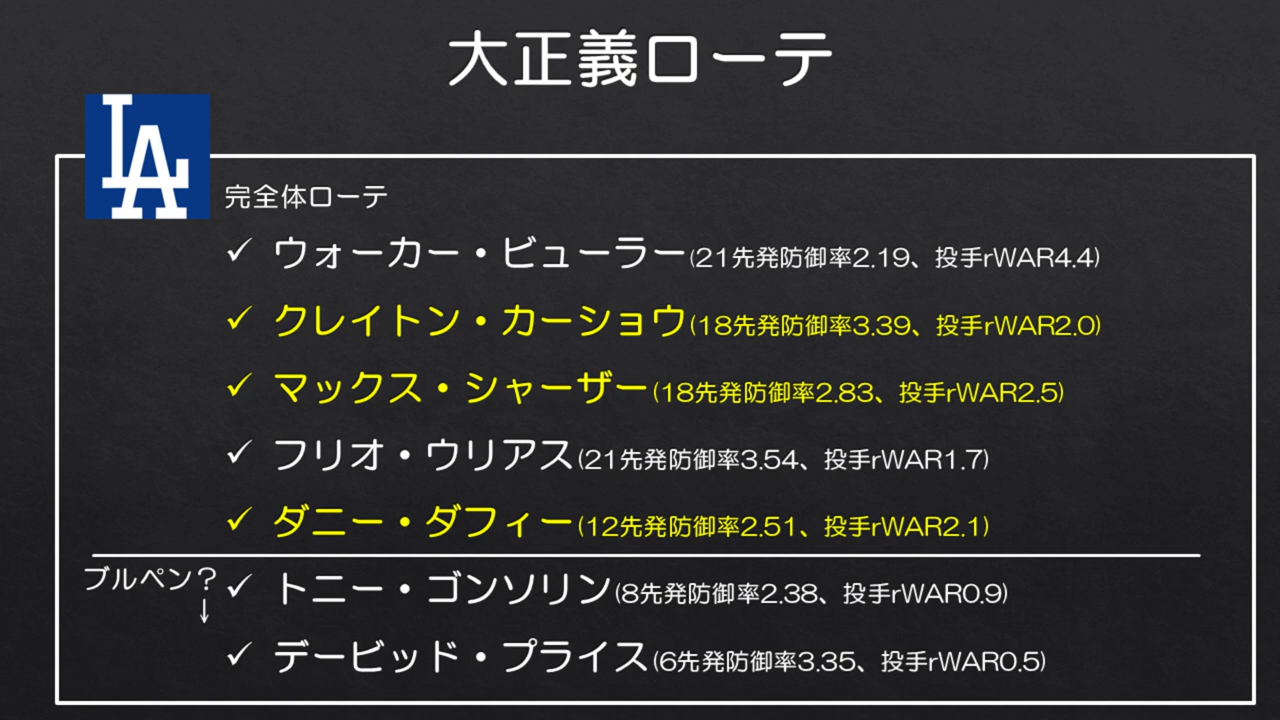 大正義ローテ
LA
完全体ローテ
✓ ウォーカー・ビューラー(21先発防御率2.19、投手rWAR4.4)
✓ クレイトン・カーショウ(18先発防御率3.39、投手rWAR2.0)
✓ マックス・シャーザー(18先発防御率2.83、投手rWAR2.5)
✓ フリオ・ウリアス(21先発防御率3.54、投手rWAR1.7)
✓ ダニー・ダフィー(12先発防御率2.51、投手rWAR2.1)
ブルペン?
↓
✓ トニー・ゴンソリン(8先発防御率2.38、投手rWAR0.9)
✓ デービッド・プライス(6先発防御率3.35、投手rWAR0.5)